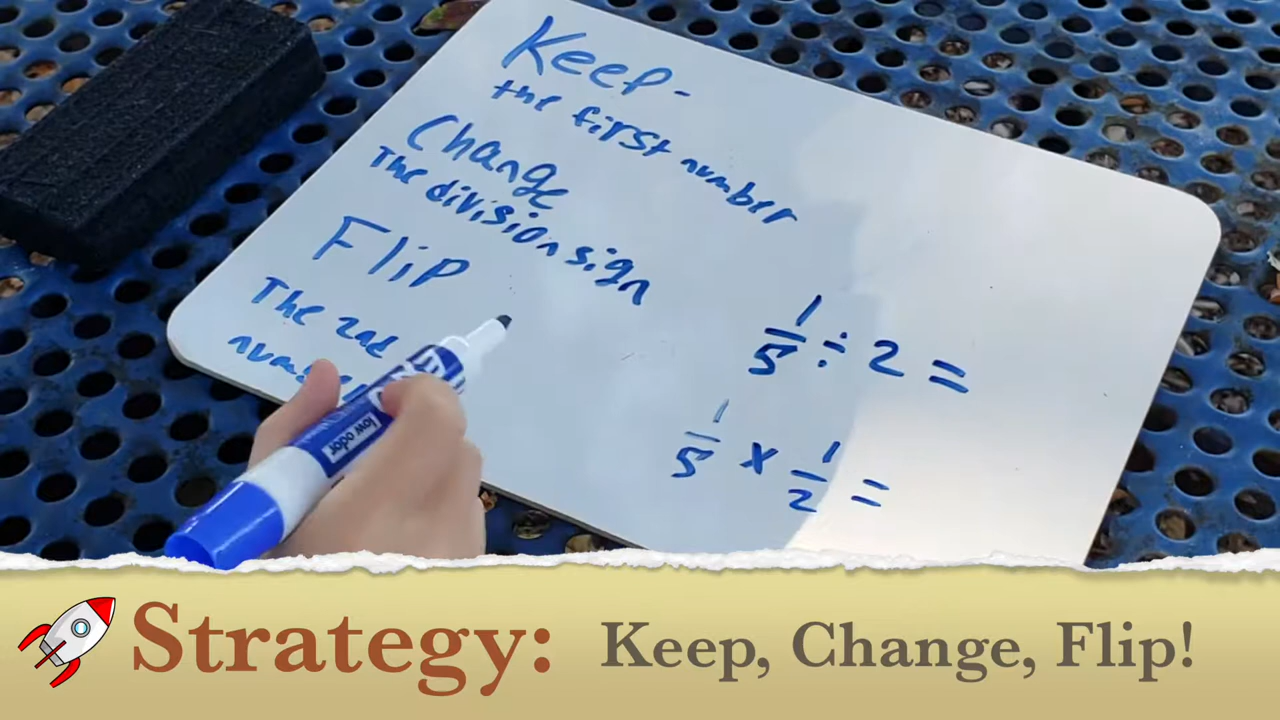 Keep-
the first number
Change
The division sign
Flip
The 2nd
1/5 ÷ 2 =
1/5 x 1/2 =
low odor
Strategy: Keep, Change, Flip!